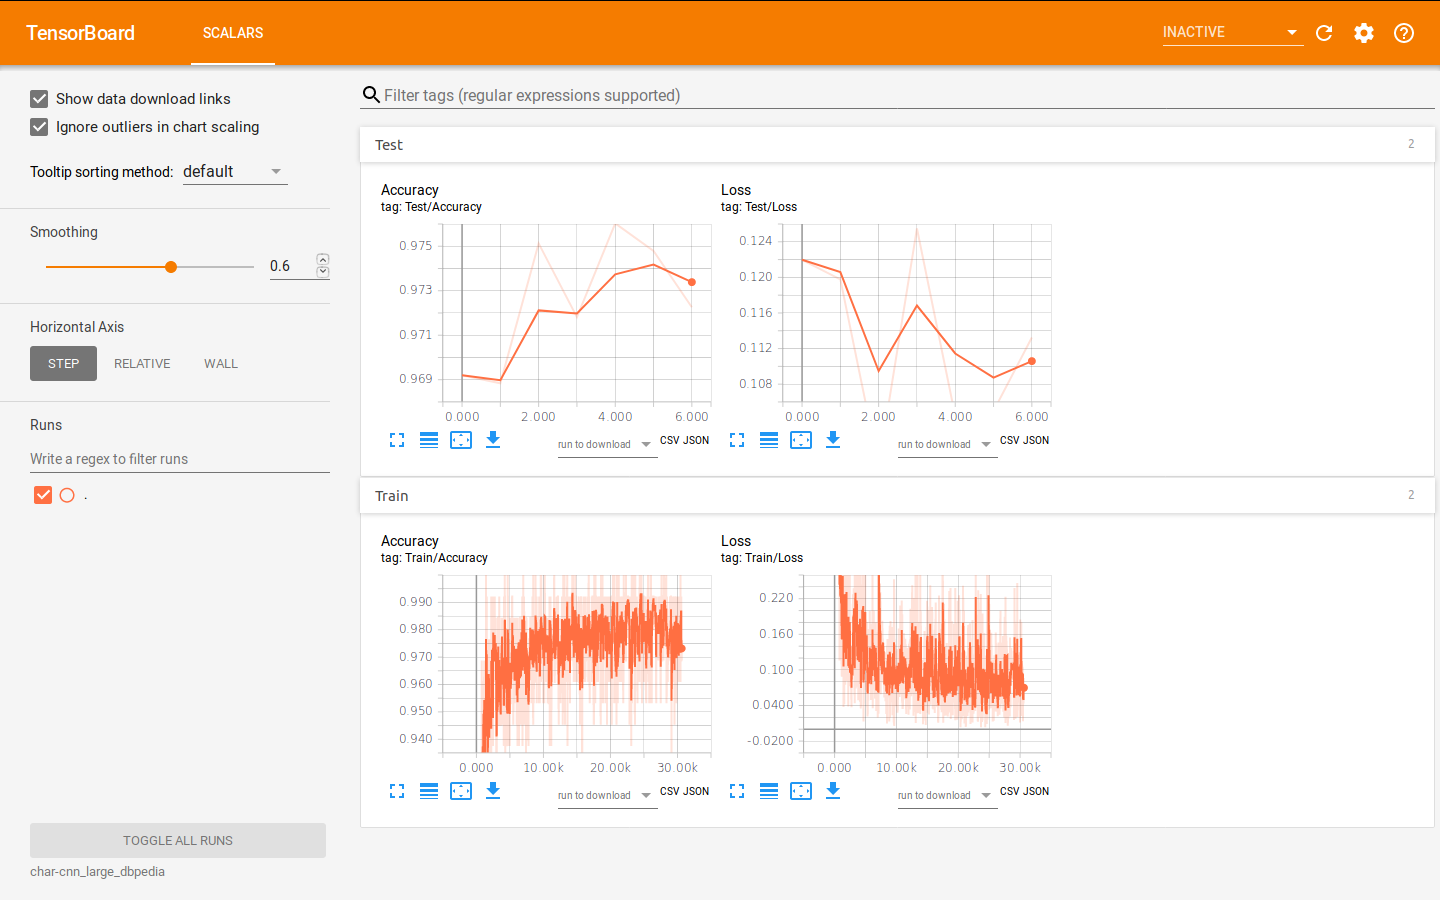 TensorBoard
SCALARS
INACTIVE
Show data download links
Ignore outliers in chart scaling
Tooltip sorting method: default
Smoothing
0.6
Horizontal Axis
STEP RELATIVE WALL
Runs
Write a regex to filter runs
.
TOGGLE ALL RUNS
char-cnn_large_dbpedia
Filter tags (regular expressions supported)
Test 2
Accuracy
tag: Test/Accuracy
0.975
0.973
0.971
0.969
0.000 2.000 4.000 6.000
run to download CSV JSON
Loss
tag: Test/Loss
0.124
0.120
0.116
0.112
0.108
0.000 2.000 4.000 6.000
run to download CSV JSON
Train 2
Accuracy
tag: Train/Accuracy
0.990
0.980
0.970
0.960
0.950
0.940
0.000 10.00k 20.00k 30.00k
run to download CSV JSON
Loss
tag: Train/Loss
0.220
0.160
0.100
0.0400
-0.0200
0.000 10.00k 20.00k 30.00k
run to download CSV JSON